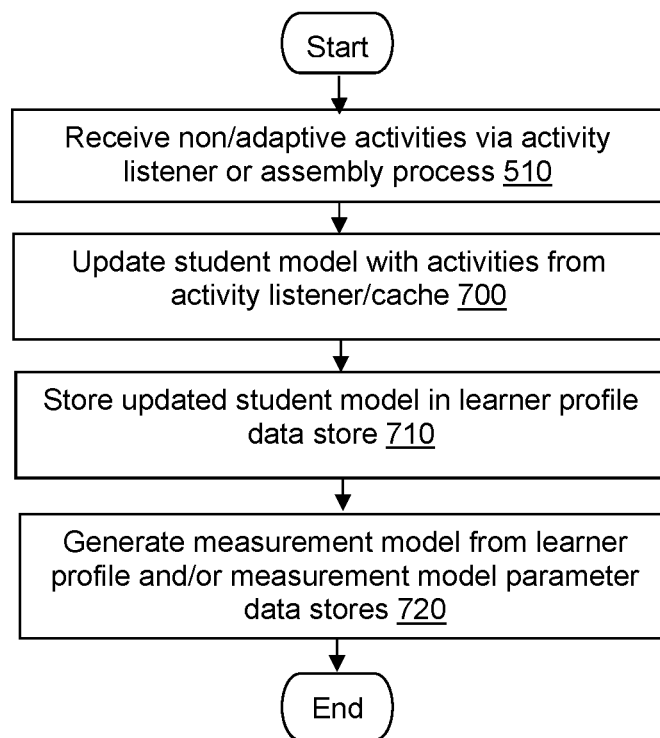 Start
Receive non/adaptive activities via activity
listener or assembly process 510
Update student model with activities from
activity listener/cache 700
Store updated student model in learner profile
data store 710
Generate measurement model from learner
profile and/or measurement model parameter
data stores 720
End